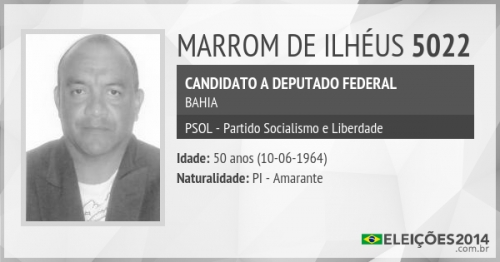 MARROM DE ILHÉUS 5022
CANDIDATO A DEPUTADO FEDERAL
BAHIA
PSOL - Partido Socialismo e Liberdade
Idade: 50 anos (10-06-1964)
Naturalidade: PI - Amarante
ELEIÇÕES2014
.com.br